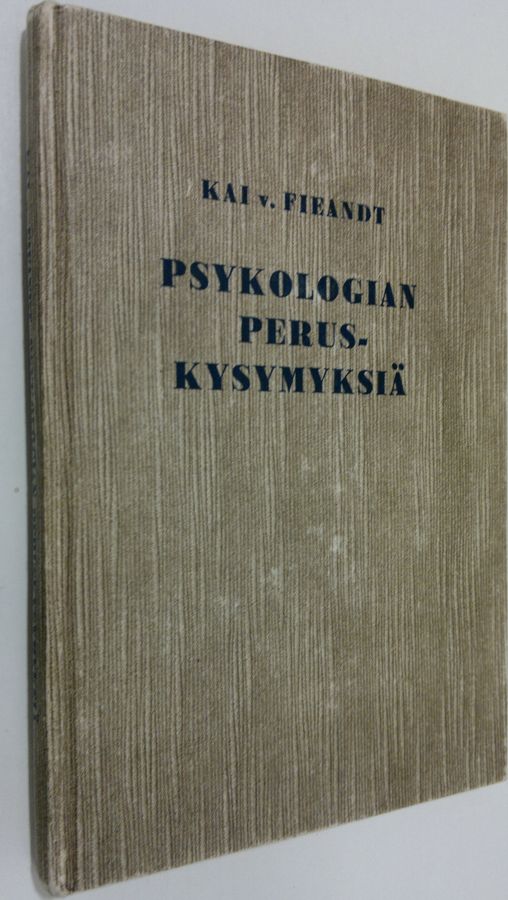 KAI v. FIEANDT
PSYKOLOGIAN
PERUS-
KYSYMYKSIÄ